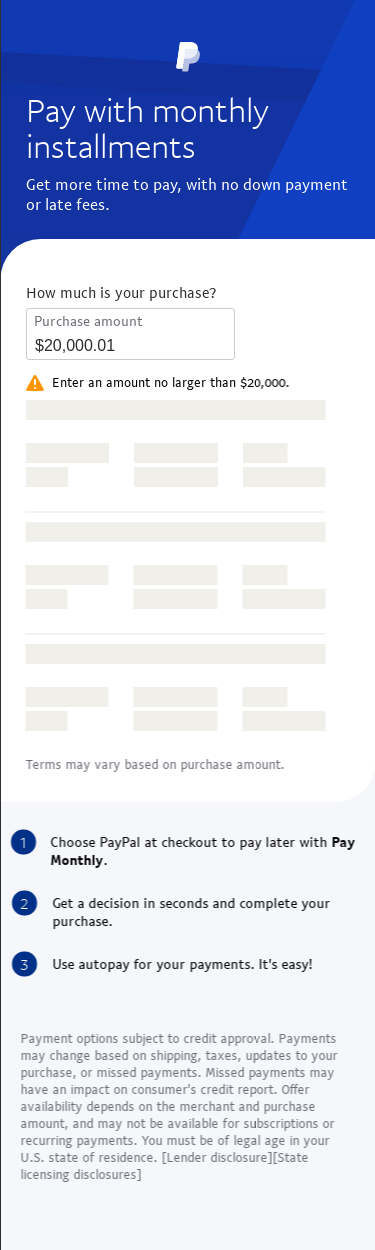 Pay with monthly
installments
Get more time to pay, with no down payment
or late fees.
How much is your purchase?
Purchase amount
$20,000.01
Enter an amount no larger than $20,000.
Terms may vary based on purchase amount.
1 Choose PayPal at checkout to pay later with Pay
Monthly.
2 Get a decision in seconds and complete your
purchase.
3 Use autopay for your payments. It's easy!
Payment options subject to credit approval. Payments
may change based on shipping, taxes, updates to your
purchase, or missed payments. Missed payments may
have an impact on consumer's credit report. Offer
availability depends on the merchant and purchase
amount, and may not be available for subscriptions or
recurring payments. You must be of legal age in your
U.S. state of residence. [Lender disclosure][State
licensing disclosures]